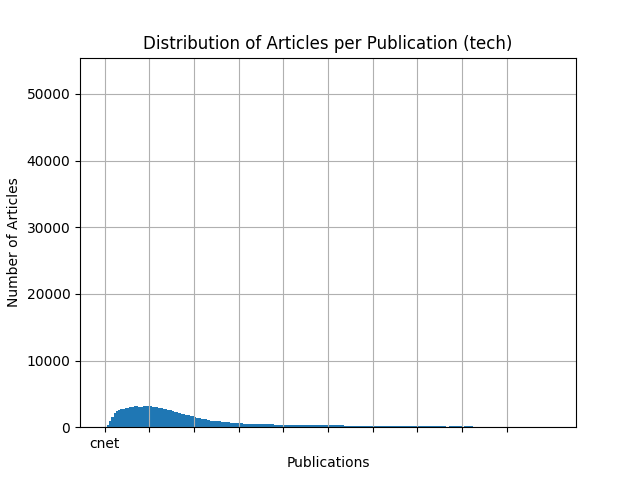 Distribution of Articles per Publication (tech)
50000
40000
30000
20000
10000
0
Number of Articles
cnet
Publications